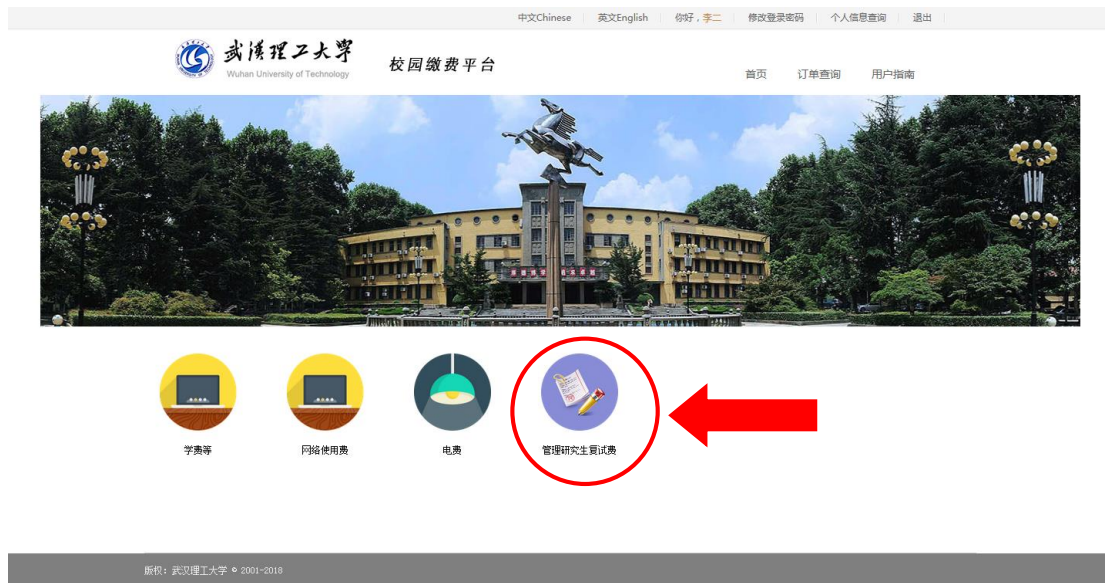 中文Chinese 英文English 你好，李二 修改登录密码 个人信息查询 退出
武汉理工大学
Wuhan University of Technology
校园缴费平台
首页 订单查询 用户指南
学费等 网络使用费 电费 管理研究生复试费
版权：武汉理工大学 © 2001-2018